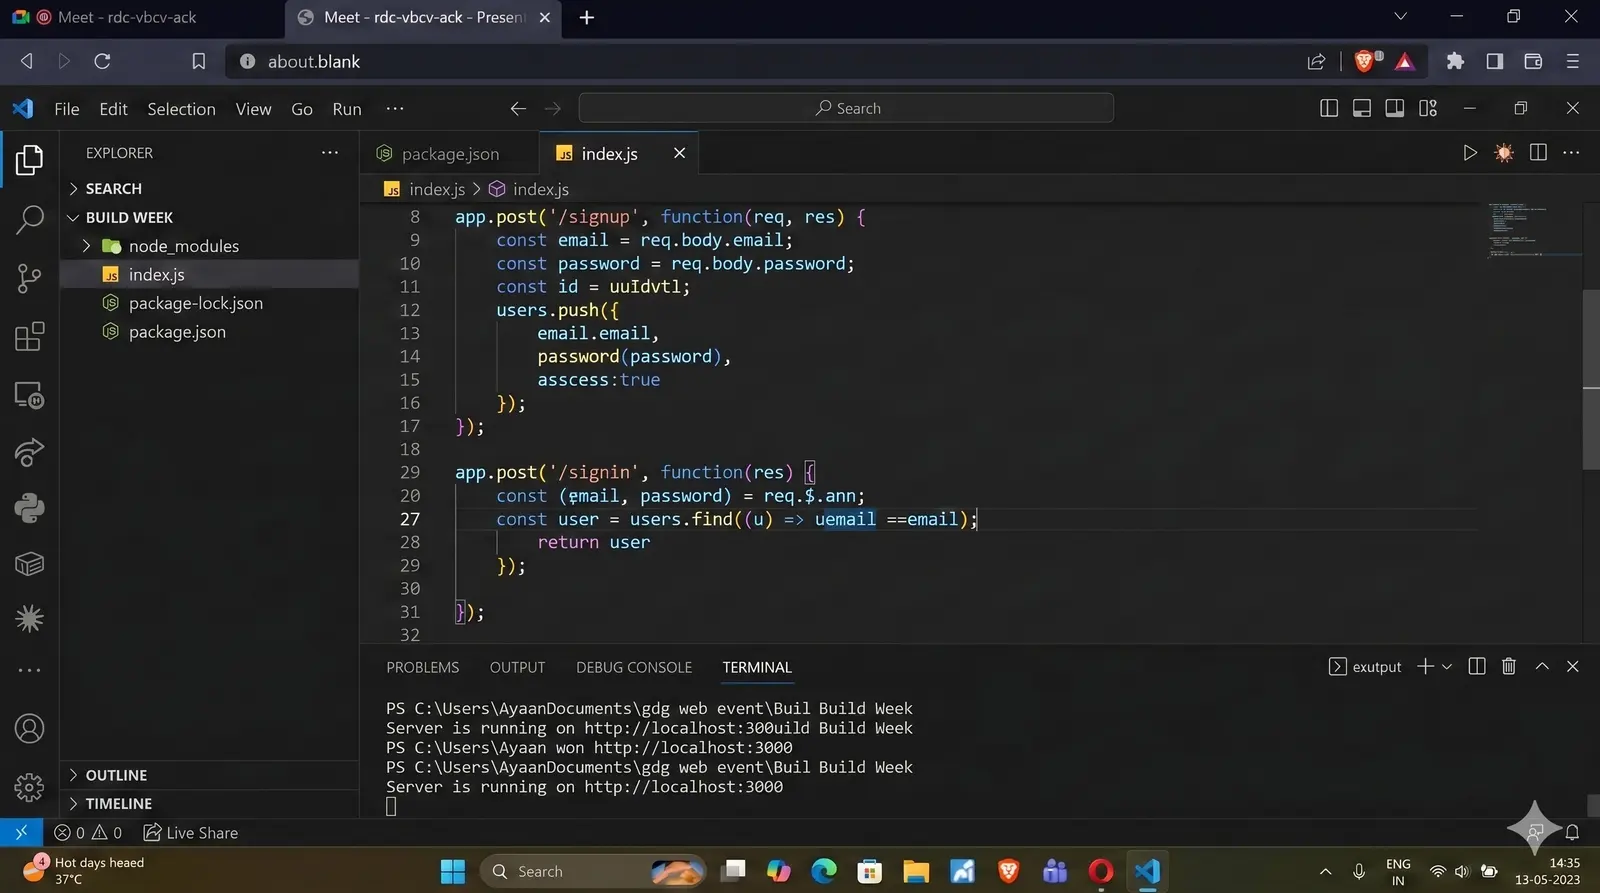 Meet - rdc-vbcv-ack
Meet - rdc-vbcv-ack - Present
about.blank
File Edit Selection View Go Run ···
Search
EXPLORER
SEARCH
BUILD WEEK
node_modules
index.js
package-lock.json
package.json
OUTLINE
TIMELINE
package.json
index.js
index.js > index.js
8 app.post('/signup', function(req, res) {
9 const email = req.body.email;
10 const password = req.body.password;
11 const id = uuIdvtl;
12 users.push({
13 email.email,
14 password(password),
15 asscess:true
16 });
17 });
18
29 app.post('/signin', function(res) {
20 const (email, password) = req.$.ann;
27 const user = users.find((u) => uemail ==email);
28 return user
29 });
30
31 });
32
PROBLEMS OUTPUT DEBUG CONSOLE TERMINAL
exutput
PS C:\Users\AyaanDocuments\gdg web event\Buil Build Week
Server is running on http://localhost:300uild Build Week
PS C:\Users\Ayaan won http://localhost:3000
PS C:\Users\AyaanDocuments\gdg web event\Buil Build Week
Server is running on http://localhost:3000
0 0 Live Share
4
Hot days heaed
37°C
Search
ENG
IN
14:35
13-05-2023